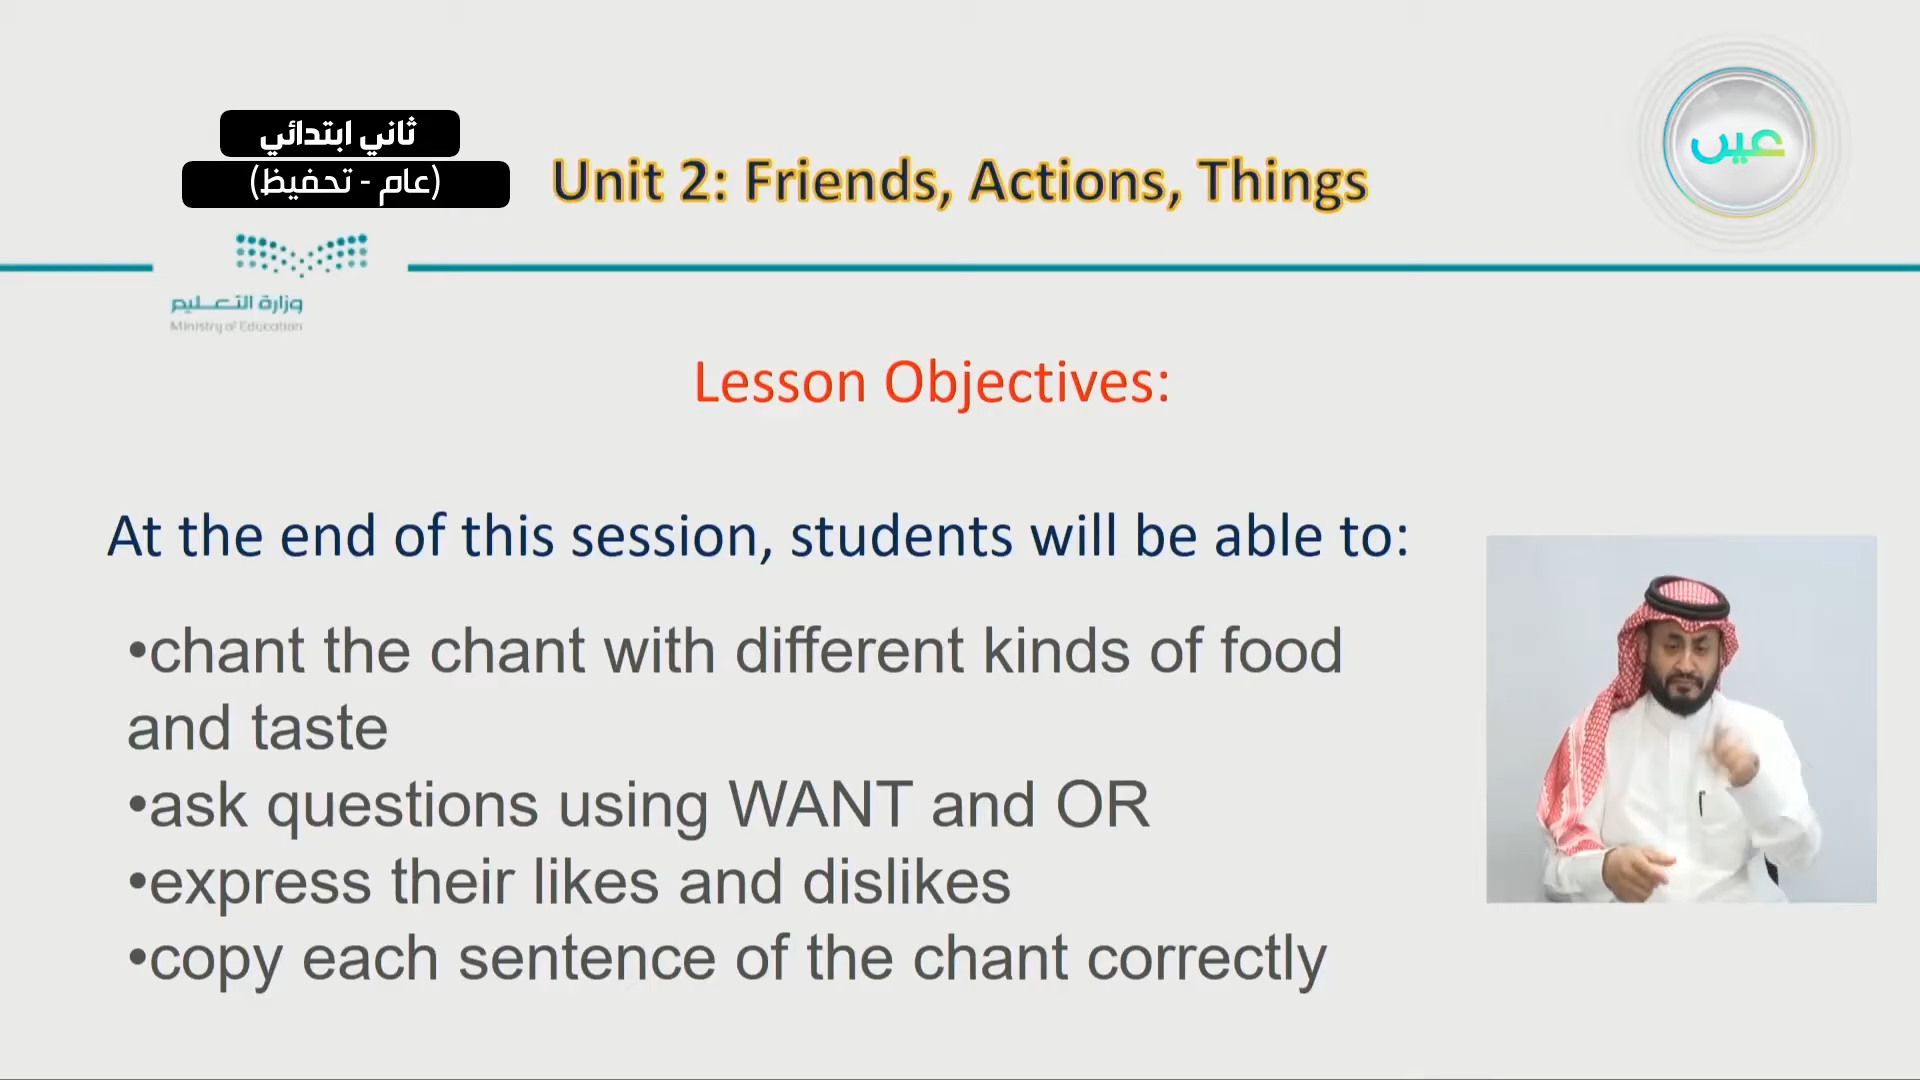 ثاني ابتدائي
(عام - تحفيظ)
Unit 2: Friends, Actions, Things
عين
وزارة التعليم
Ministry of Education
Lesson Objectives:
At the end of this session, students will be able to:
•chant the chant with different kinds of food
and taste
•ask questions using WANT and OR
•express their likes and dislikes
•copy each sentence of the chant correctly